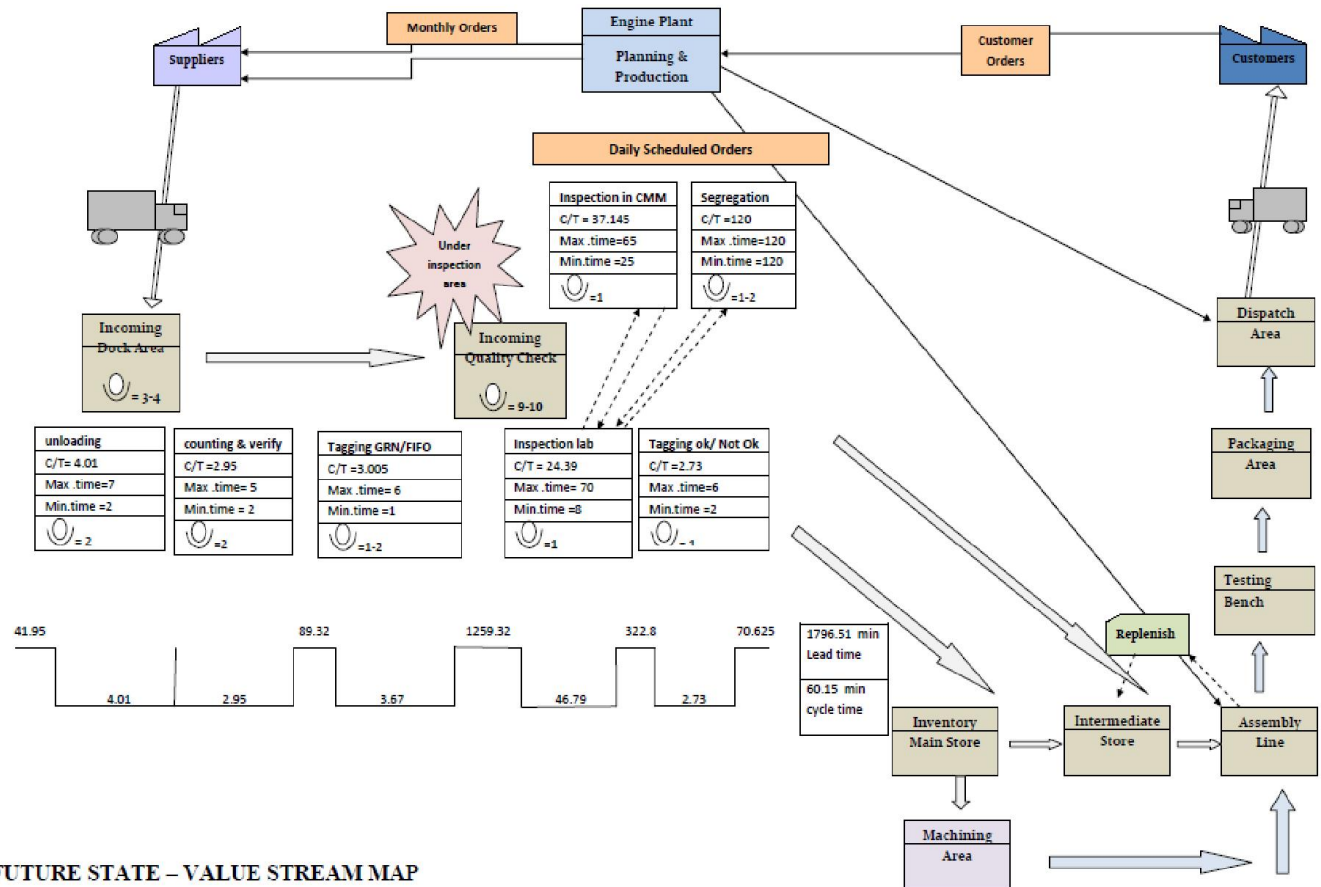 Monthly Orders
Engine Plant
Planning &
Production
Customer
Orders
Suppliers
Customers
Daily Scheduled Orders
Under
inspection
area
Inspection in CMM
C/T = 37.145
Max .time=65
Min.time =25
=1
Segregation
C/T =120
Max .time=120
Min.time =120
=1-2
Incoming
Dock Area
= 3-4
Incoming
Quality Check
= 9-10
Dispatch
Area
unloading
C/T= 4.01
Max .time=7
Min.time =2
= 2
counting & verify
C/T =2.95
Max .time= 5
Min.time = 2
=2
Tagging GRN/FIFO
C/T =3.005
Max .time= 6
Min.time =1
=1-2
Inspection lab
C/T = 24.39
Max .time= 70
Min.time =8
=1
Tagging ok/ Not Ok
C/T =2.73
Max .time=6
Min.time =2
Packaging
Area
Testing
Bench
Replenish
41.95
89.32
1259.32
322.8
70.625
4.01
2.95
3.67
46.79
2.73
1796.51 min
Lead time
60.15 min
cycle time
Inventory
Main Store
Intermediate
Store
Assembly
Line
Machining
Area
FUTURE STATE – VALUE STREAM MAP